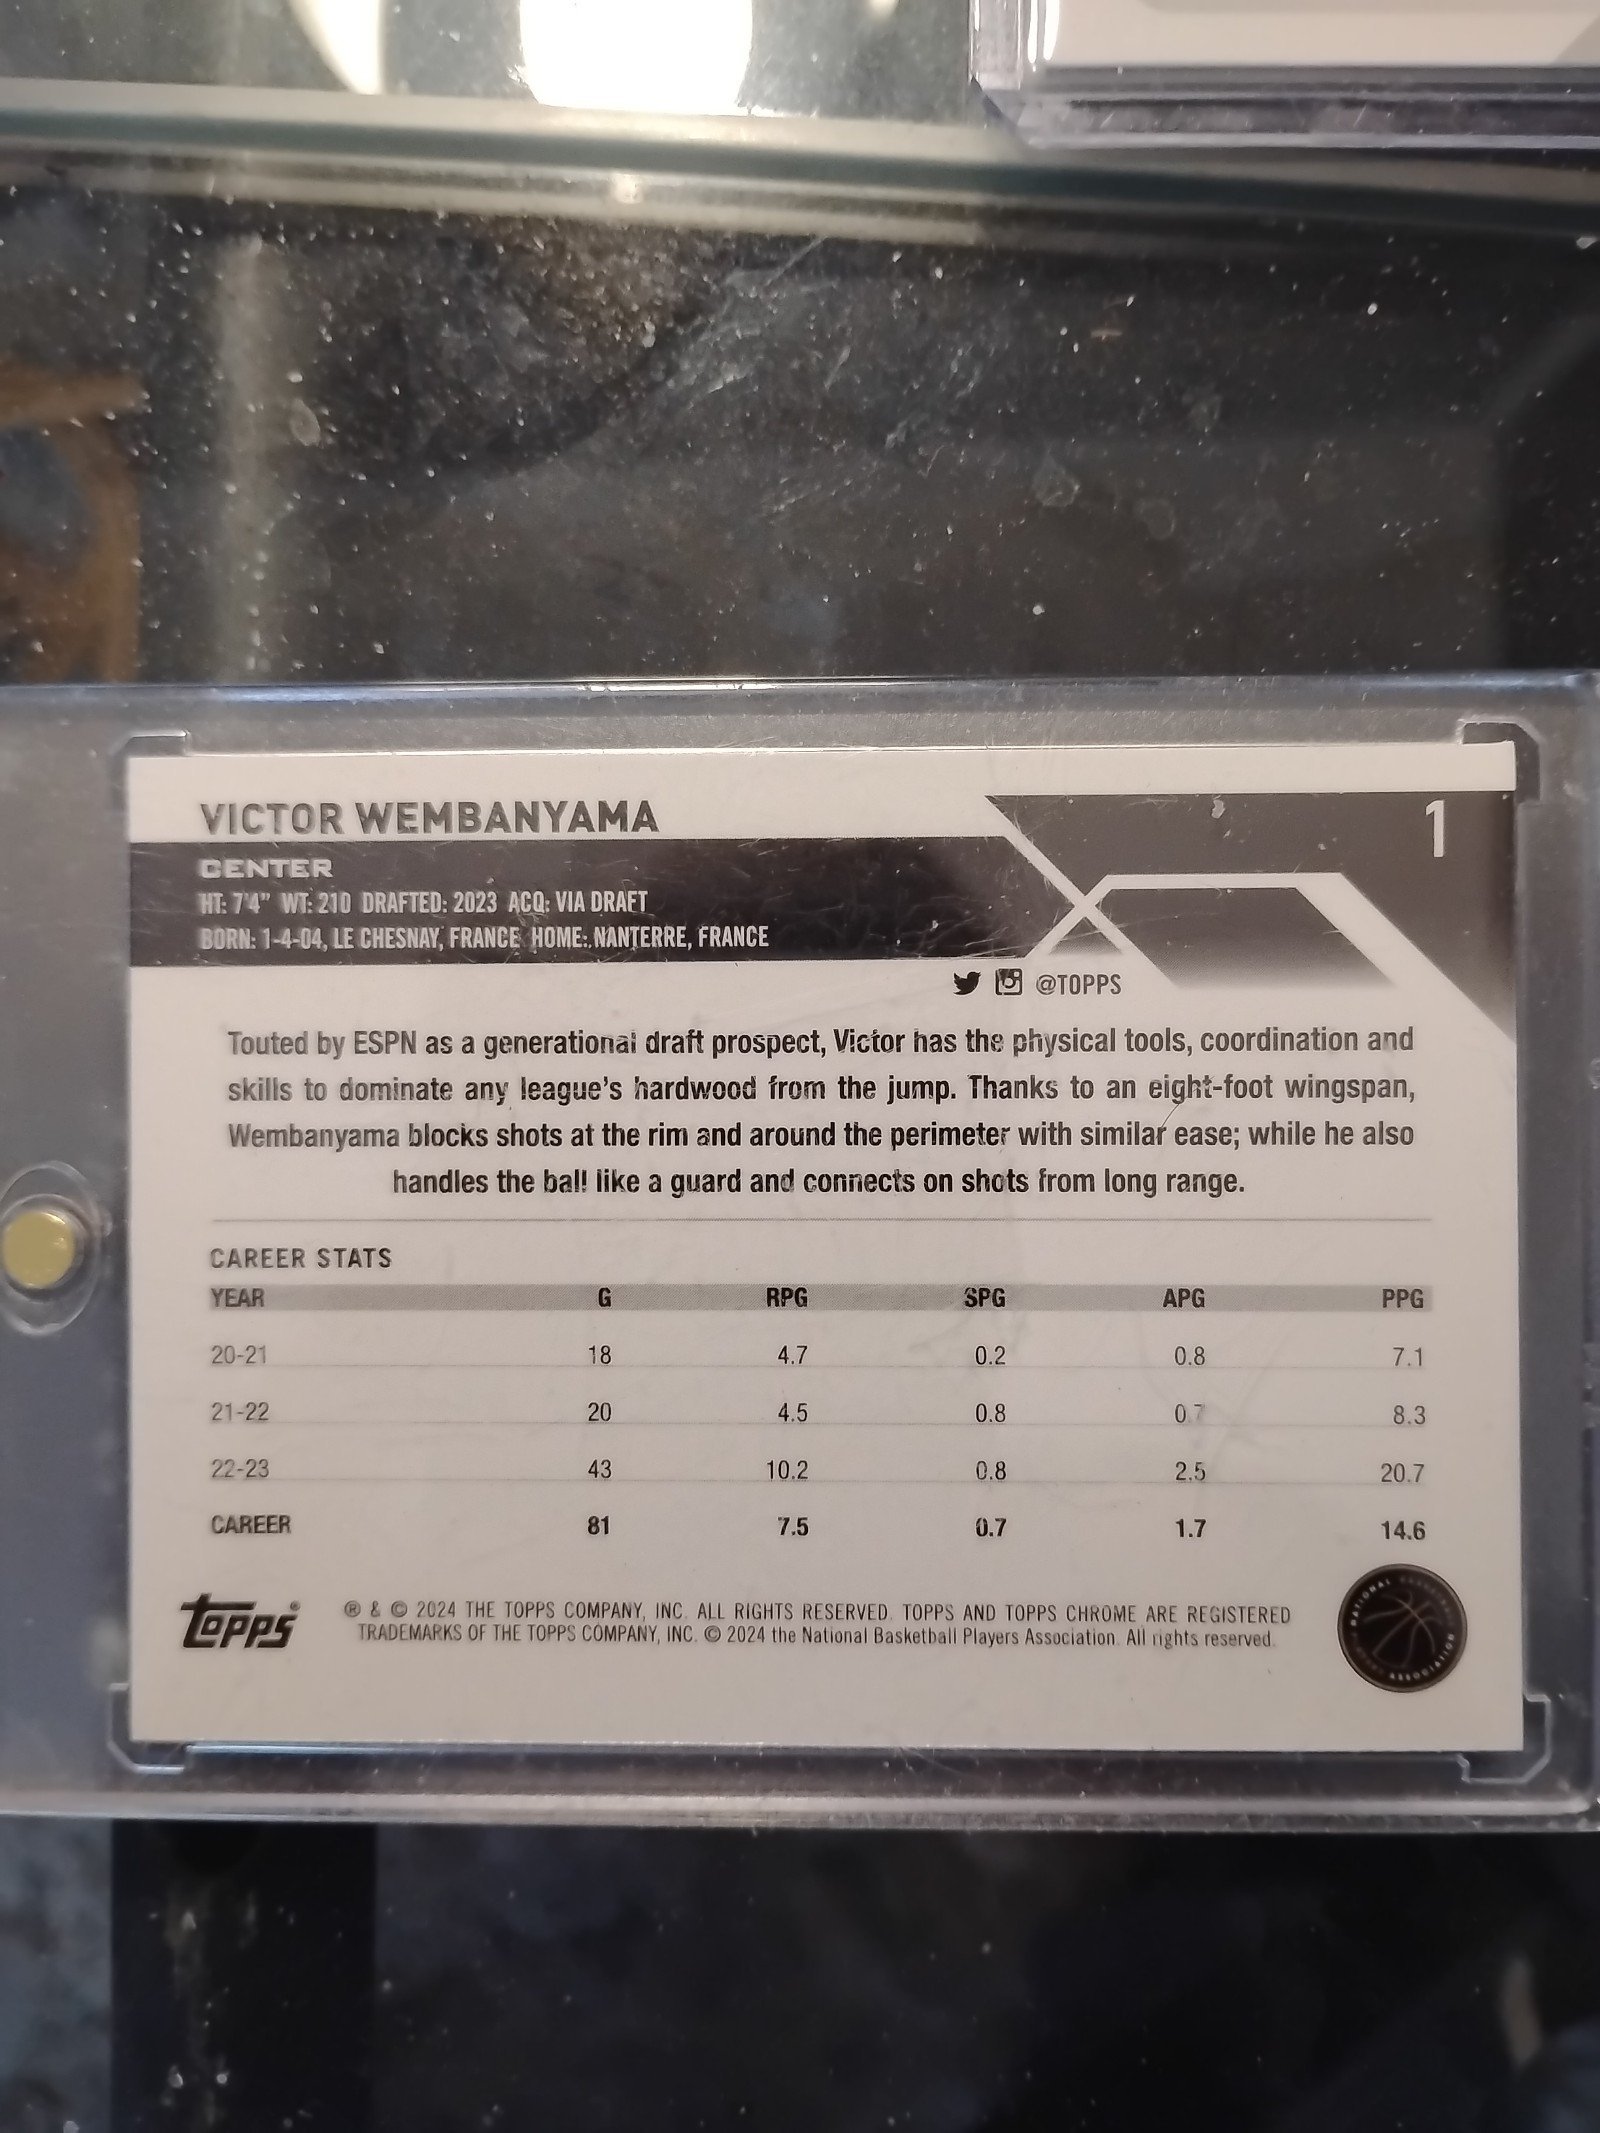 VICTOR WEMBANYAMA
1
CENTER
HT: 7'4" WT: 210 DRAFTED: 2023 ACQ: VIA DRAFT
BORN: 1-4-04, LE CHESNAY, FRANCE HOME: NANTERRE, FRANCE
@TOPPS
Touted by ESPN as a generational draft prospect, Victor has the physical tools, coordination and
skills to dominate any league's hardwood from the jump. Thanks to an eight-foot wingspan,
Wembanyama blocks shots at the rim and around the perimeter with similar ease; while he also
handles the ball like a guard and connects on shots from long range.
CAREER STATS
YEAR G RPG SPG APG PPG
20-21 18 4.7 0.2 0.8 7.1
21-22 20 4.5 0.8 0.7 8.3
22-23 43 10.2 0.8 2.5 20.7
CAREER 81 7.5 0.7 1.7 14.6
topps®
® & © 2024 THE TOPPS COMPANY, INC. ALL RIGHTS RESERVED. TOPPS AND TOPPS CHROME ARE REGISTERED
TRADEMARKS OF THE TOPPS COMPANY, INC. © 2024 the National Basketball Players Association. All rights reserved.
NATIONAL BASKETBALL
ASSOCIATION